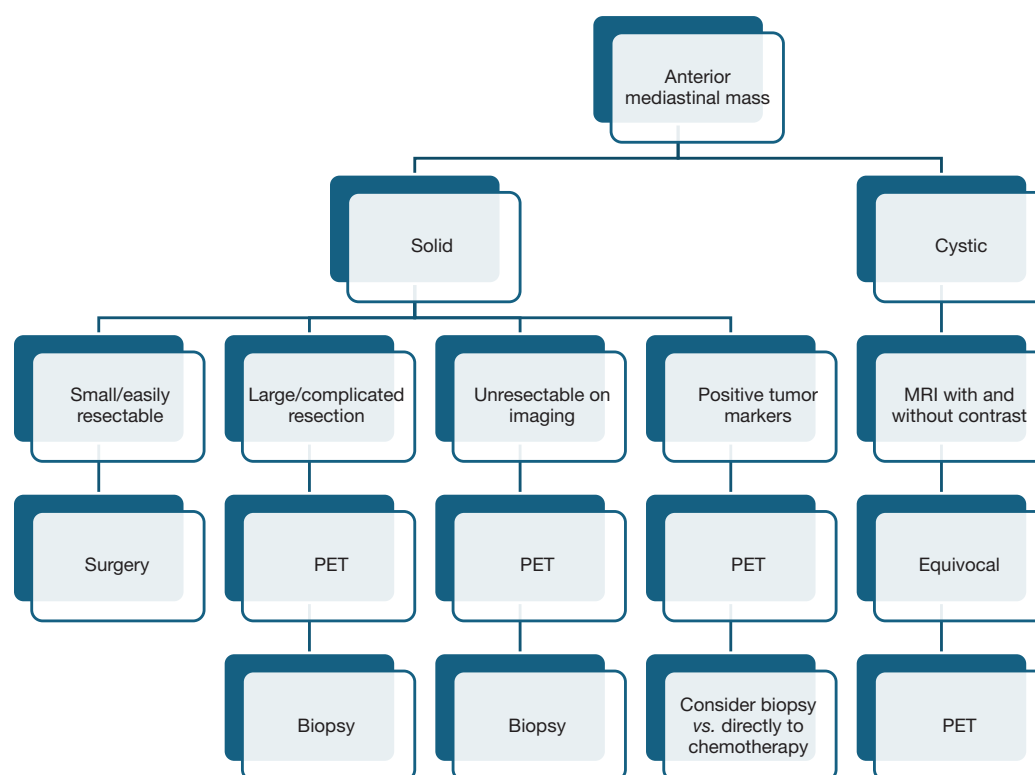 Anterior
mediastinal mass
Solid
Cystic
Small/easily
resectable
Large/complicated
resection
Unresectable on
imaging
Positive tumor
markers
MRI with and
without contrast
Surgery
PET
PET
PET
Equivocal
Biopsy
Biopsy
Consider biopsy
vs. directly to
chemotherapy
PET